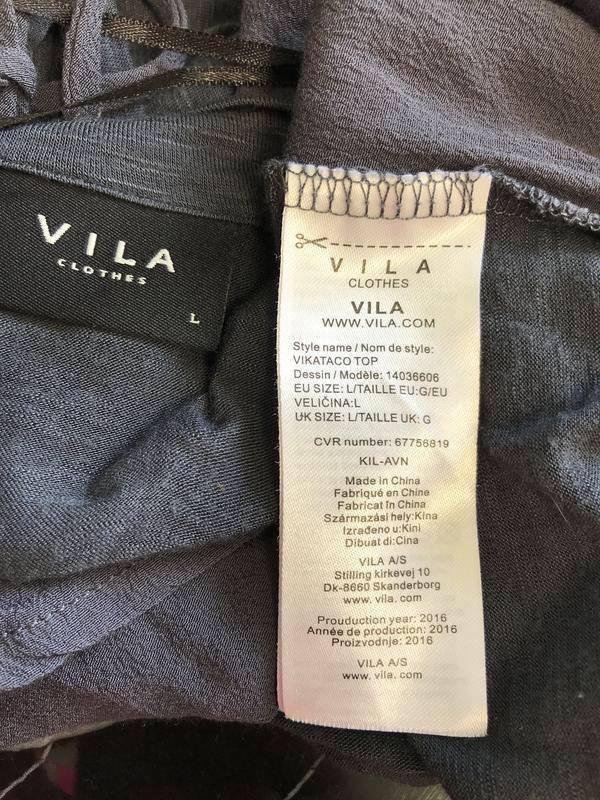 VILA
CLOTHES
L
VILA
CLOTHES
VILA
WWW.VILA.COM
Style name / Nom de style:
VIKATACO TOP
Dessin / Modèle: 14036606
EU SIZE: L/TAILLE EU:G/EU
VELIČINA:L
UK SIZE: L/TAILLE UK: G
CVR number: 67756819
KIL-AVN
Made in China
Fabriqué en Chine
Fabricat în China
Származási hely:Kína
Izrađeno u:Kini
Dibuat di:Cina
VILA A/S
Stilling kirkevej 10
Dk-8660 Skanderborg
www. vila. com
Prouduction year: 2016
Année de production: 2016
Proizvodnje: 2016
VILA A/S
www. vila. com